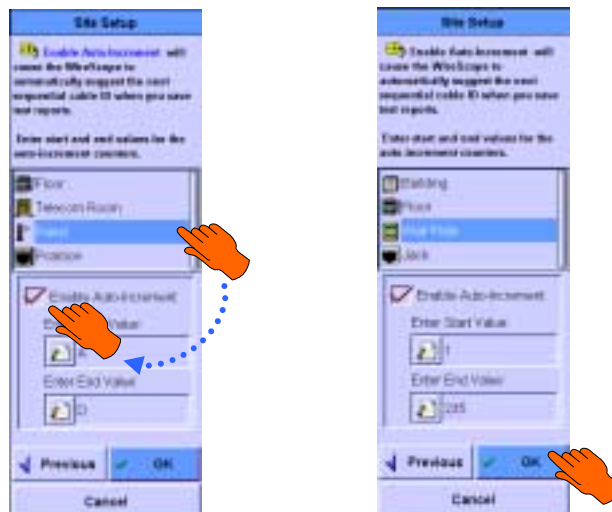 Site Setup
Enable Auto-Increment will
cause the WireScope to
automatically suggest the next
sequential cable ID when you save
test reports.
Enter start and end values for the
auto-increment counters.
Floor
Telecom Room
Panel
Position
Enable Auto-Increment
Value
A
Enter End Value
D
Previous
OK
Cancel
Site Setup
Enable Auto-Increment will
cause the WireScope to
automatically suggest the next
sequential cable ID when you save
test reports.
Enter start and end values for the
auto-increment counters.
Building
Floor
Wall Plate
Jack
Enable Auto-Increment
Enter Start Value
1
Enter End Value
Previous
OK
Cancel